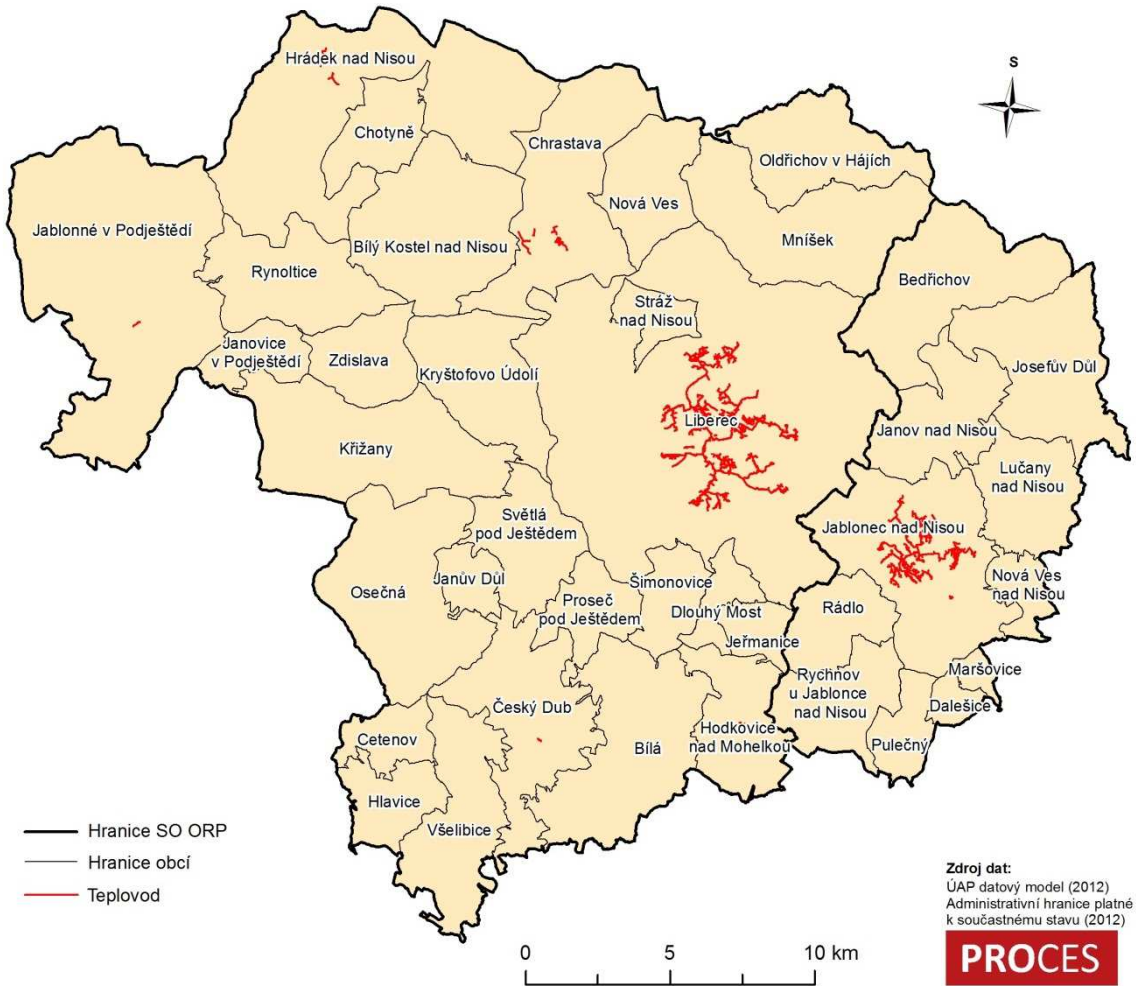 Hrádek nad Nisou
S
Chotyně
Chrastava
Oldřichov v Hájích
Nová Ves
Jablonné v Podještědí
Bílý Kostel nad Nisou
Mníšek
Rynoltice
Bedřichov
Stráž
nad Nisou
Janovice
v Podještědí
Zdislava
Kryštofovo Údolí
Josefův Důl
Liberec
Janov nad Nisou
Křižany
Lučany
nad Nisou
Světlá
pod Ještědem
Jablonec nad Nisou
Osečná
Janův Důl
Šimonovice
Nová Ves
nad Nisou
Proseč
pod Ještědem
Dlouhý Most
Rádlo
Jeřmanice
Maršovice
Rychnov
u Jablonce
nad Nisou
Dalešice
Český Dub
Cetenov
Bílá
Hodkovice
nad Mohelkou
Pulečný
Hlavice
Všelibice
Hranice SO ORP
Hranice obcí
Teplovod
Zdroj dat:
ÚAP datový model (2012)
Administrativní hranice platné
k součastnému stavu (2012)
0 5 10 km
PROCES